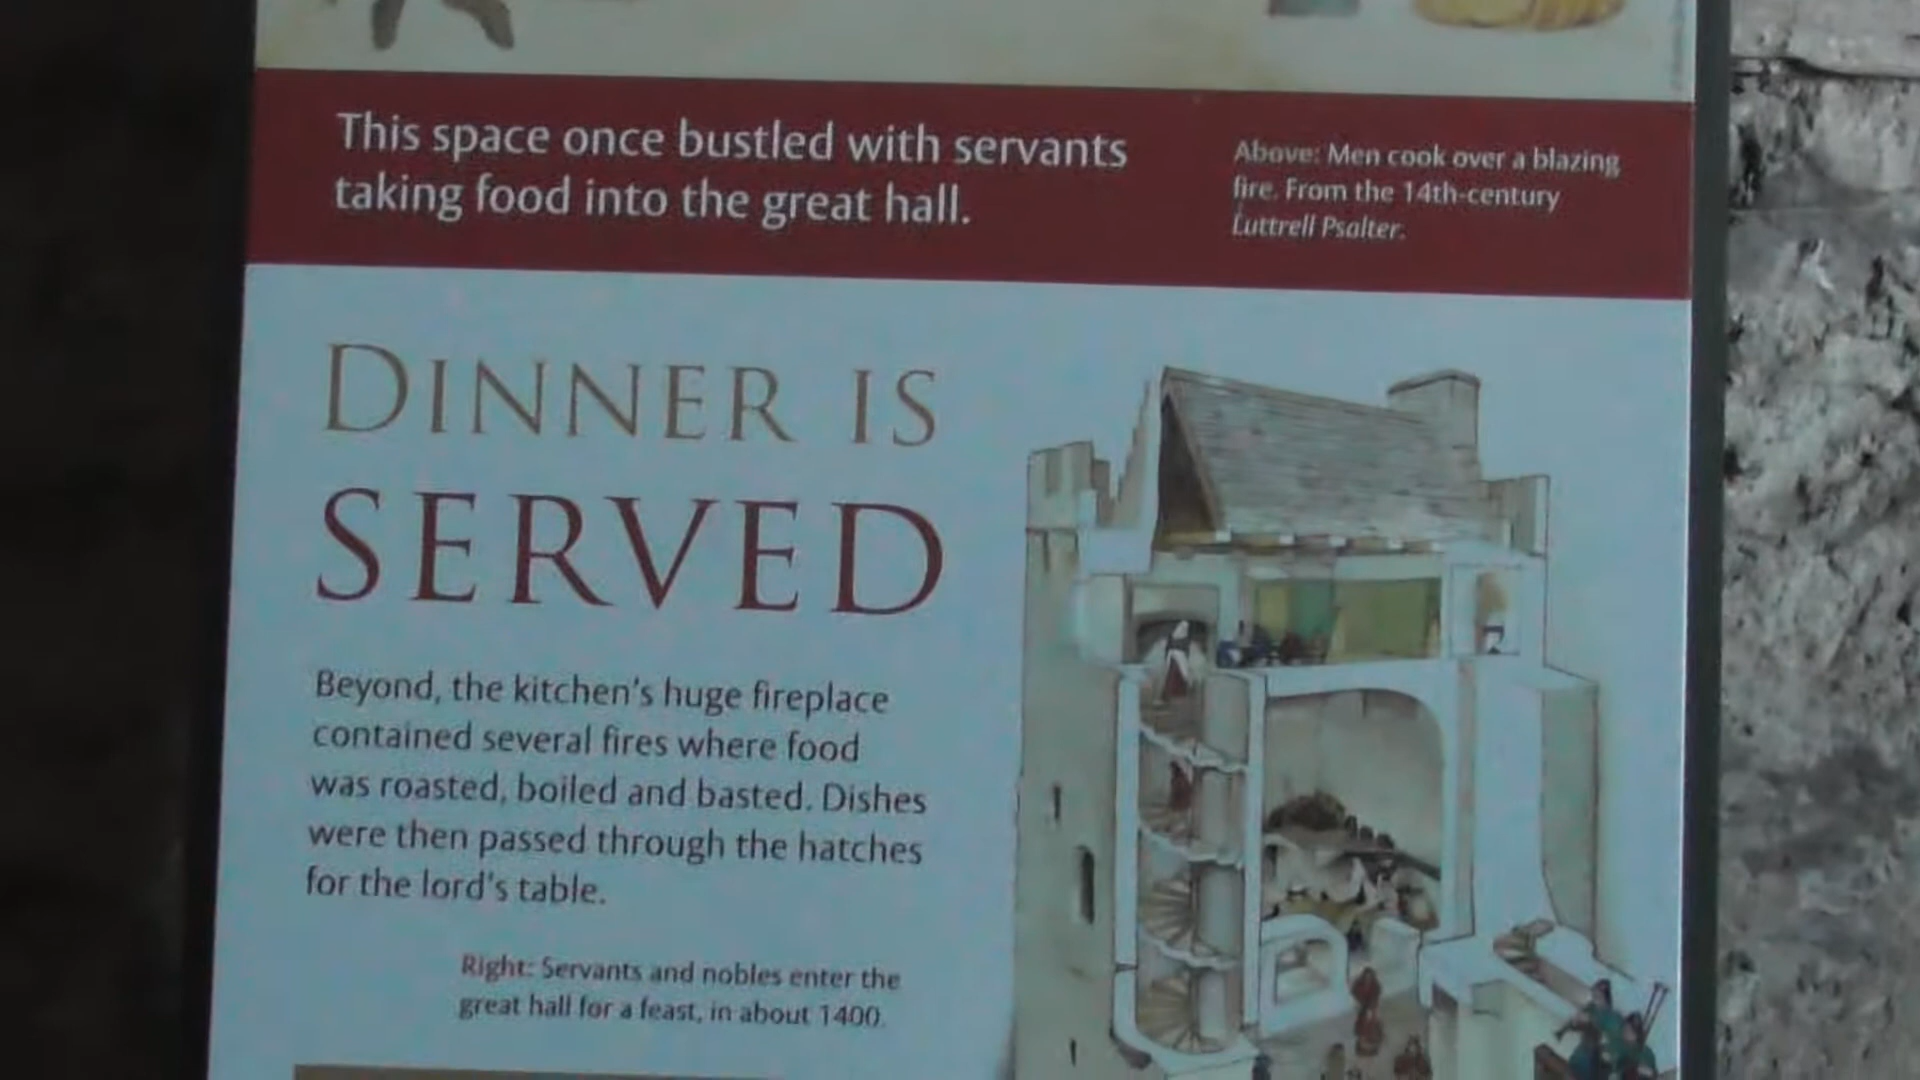 This space once bustled with servants
taking food into the great hall.
Above: Men cook over a blazing
fire. From the 14th-century
Luttrell Psalter.
DINNER IS
SERVED
Beyond, the kitchen's huge fireplace
contained several fires where food
was roasted, boiled and basted. Dishes
were then passed through the hatches
for the lord's table.
Right: Servants and nobles enter the
great hall for a feast, in about 1400.